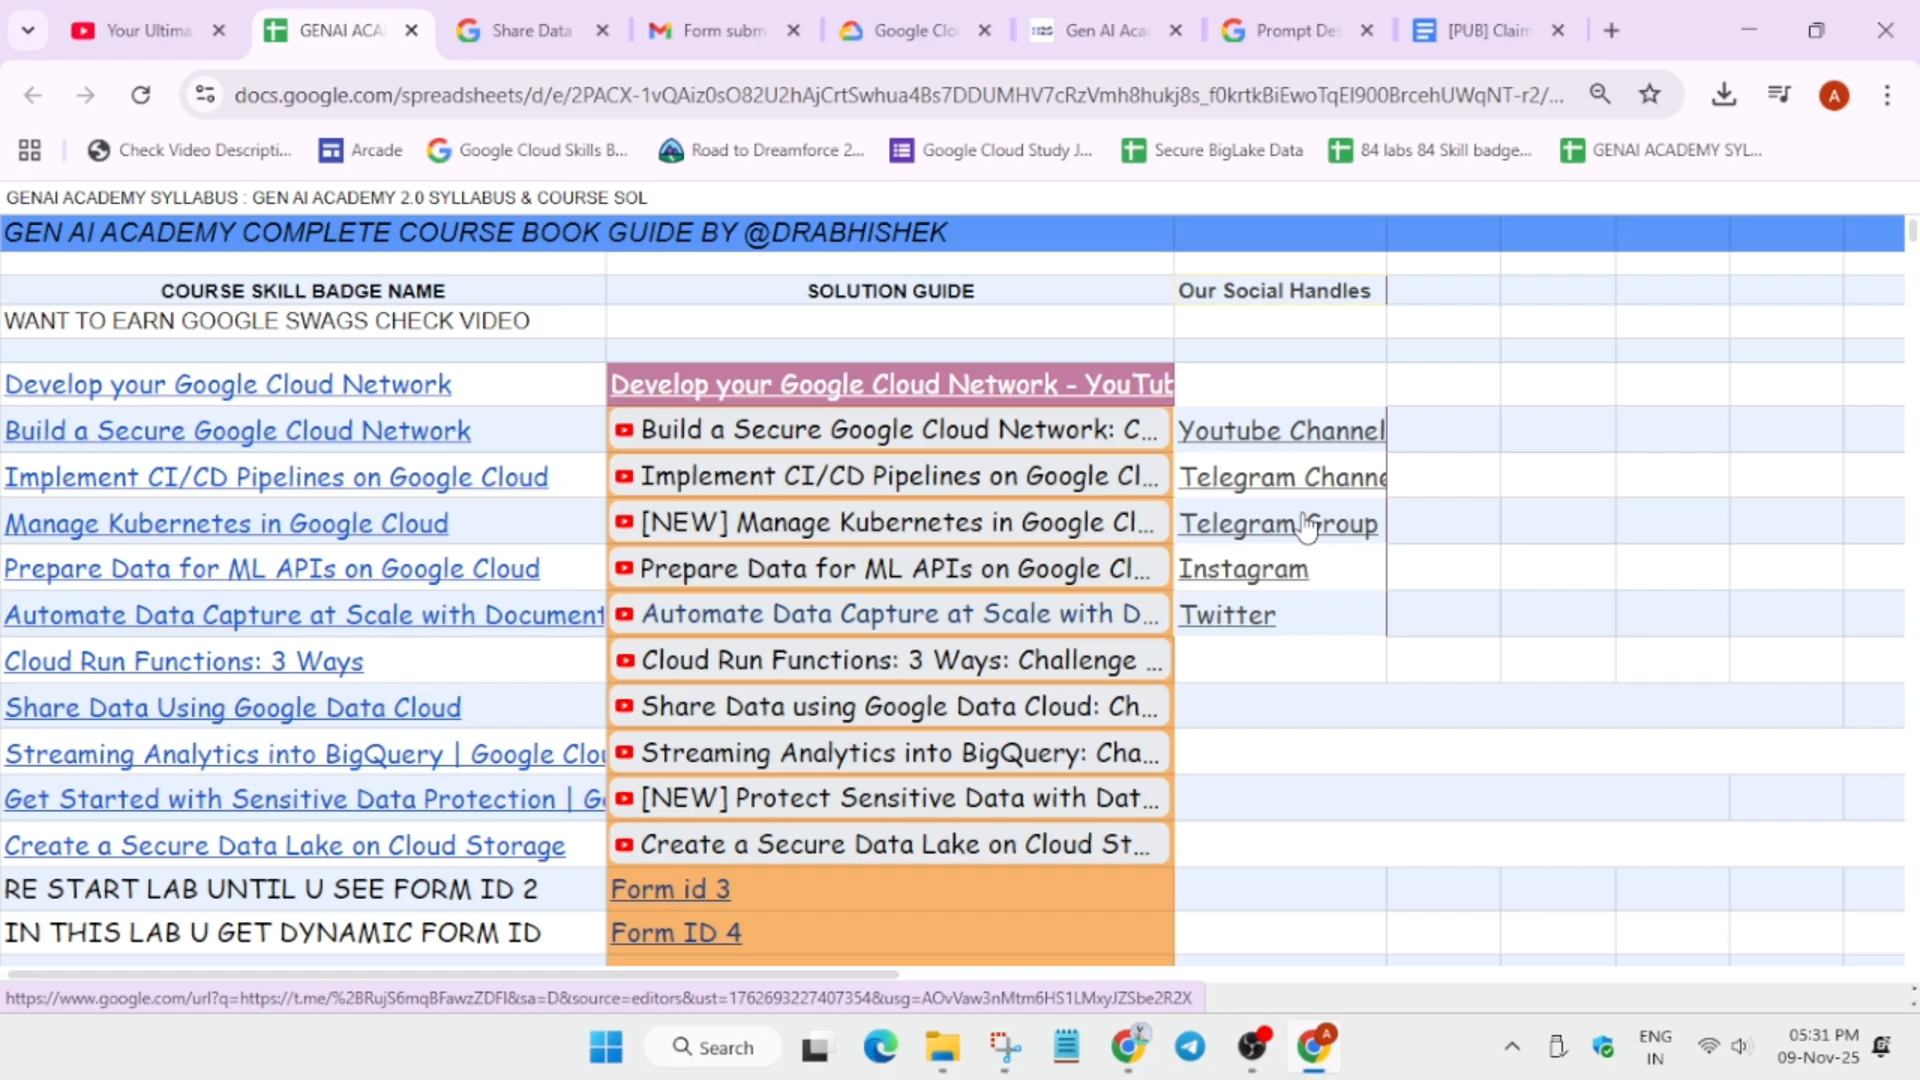 Your Ultima
GENAI ACA
Share Data
Form subm
Google Clo
Gen AI Aca
Prompt De
[PUB] Claim
docs.google.com/spreadsheets/d/e/2PACX-1vQAiz0sO82U2hAjCrtSwhua4Bs7DDUMHV7cRzVmh8hukj8s_f0krtkBiEwoTqEI900BrcehUWqNT-r2/...
A
Check Video Descripti...
Arcade
Google Cloud Skills B...
Road to Dreamforce 2...
Google Cloud Study J...
Secure BigLake Data
84 labs 84 Skill badge...
GENAI ACADEMY SYL...
GENAI ACADEMY SYLLABUS : GEN AI ACADEMY 2.0 SYLLABUS & COURSE SOL
GEN AI ACADEMY COMPLETE COURSE BOOK GUIDE BY @DRABHISHEK
COURSE SKILL BADGE NAME
SOLUTION GUIDE
Our Social Handles
WANT TO EARN GOOGLE SWAGS CHECK VIDEO
Develop your Google Cloud Network
Develop your Google Cloud Network - YouTub
Build a Secure Google Cloud Network
Build a Secure Google Cloud Network: C...
Youtube Channel
Implement CI/CD Pipelines on Google Cloud
Implement CI/CD Pipelines on Google Cl...
Telegram Channe
Manage Kubernetes in Google Cloud
[NEW] Manage Kubernetes in Google Cl...
Telegram Group
Prepare Data for ML APIs on Google Cloud
Prepare Data for ML APIs on Google Cl...
Instagram
Automate Data Capture at Scale with Document
Automate Data Capture at Scale with D...
Twitter
Cloud Run Functions: 3 Ways
Cloud Run Functions: 3 Ways: Challenge ...
Share Data Using Google Data Cloud
Share Data using Google Data Cloud: Ch...
Streaming Analytics into BigQuery | Google Clou
Streaming Analytics into BigQuery: Cha...
Get Started with Sensitive Data Protection | Go
[NEW] Protect Sensitive Data with Dat...
Create a Secure Data Lake on Cloud Storage
Create a Secure Data Lake on Cloud St...
RE START LAB UNTIL U SEE FORM ID 2
Form id 3
IN THIS LAB U GET DYNAMIC FORM ID
Form ID 4
https://www.google.com/url?q=https://t.me/%2BRujS6mqBFawzZDFl&sa=D&source=editors&ust=1762693227407354&usg=AOvVaw3nMtm6HS1LMxyJZSbe2R2X
Search
A
ENG
IN
05:31 PM
09-Nov-25